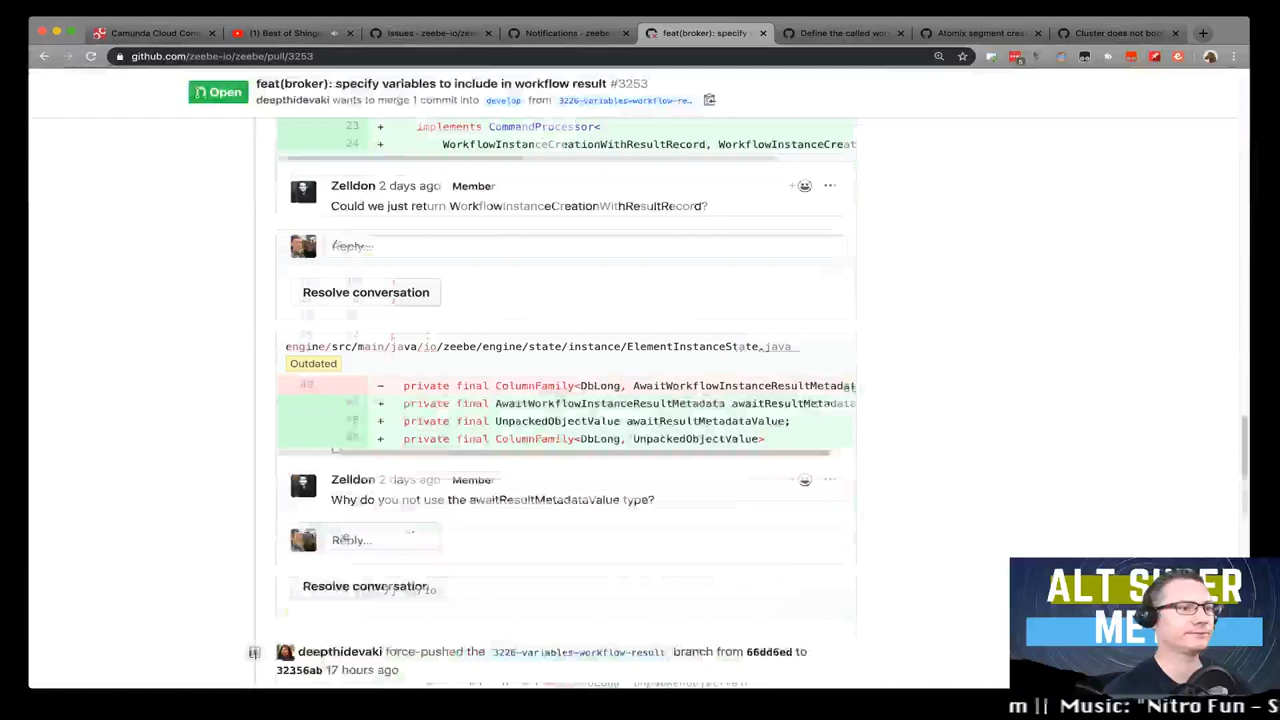 Camunda Cloud Con
(1) Best of Shing
Issues - zeebe-io/zeebe
Notifications - zeebe
feat(broker): specify
Define the called wo
Atomix segment crea
Cluster does not boo
github.com/zeebe-io/zeebe/pull/3253
Open
feat(broker): specify variables to include in workflow result #3253
deepthidevaki wants to merge 1 commit into develop from 3226-variables-workflow-re…
23 + implements CommandProcessor<
24 + WorkflowInstanceCreationWithResultRecord, WorkflowInstanceCreat
Zelldon 2 days ago Member
Could we just return WorkflowInstanceCreationWithResultRecord?
Reply...
Resolve conversation
engine/src/main/java/io/zeebe/engine/state/instance/ElementInstanceState.java
Outdated
- private final ColumnFamily<DbLong, AwaitWorkflowInstanceResultMetadat
+ private final AwaitWorkflowInstanceResultMetadata awaitResultMetadata
+ private final UnpackedObjectValue awaitResultMetadataValue;
+ private final ColumnFamily<DbLong, UnpackedObjectValue>
Zelldon 2 days ago Member
Why do you not use the awaitResultMetadataValue type?
Reply...
Resolve conversation
deepthidevaki force-pushed the 3226-variables-workflow-result branch from 66dd6ed to
32356ab 17 hours ago
m || Music: "Nitro Fun - S